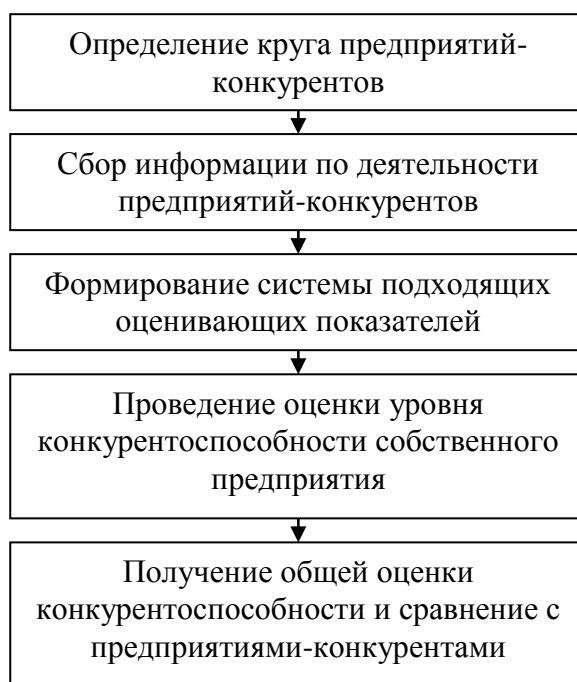 Определение круга предприятий-
конкурентов
Сбор информации по деятельности
предприятий-конкурентов
Формирование системы подходящих
оценивающих показателей
Проведение оценки уровня
конкурентоспособности собственного
предприятия
Получение общей оценки
конкурентоспособности и сравнение с
предприятиями-конкурентами